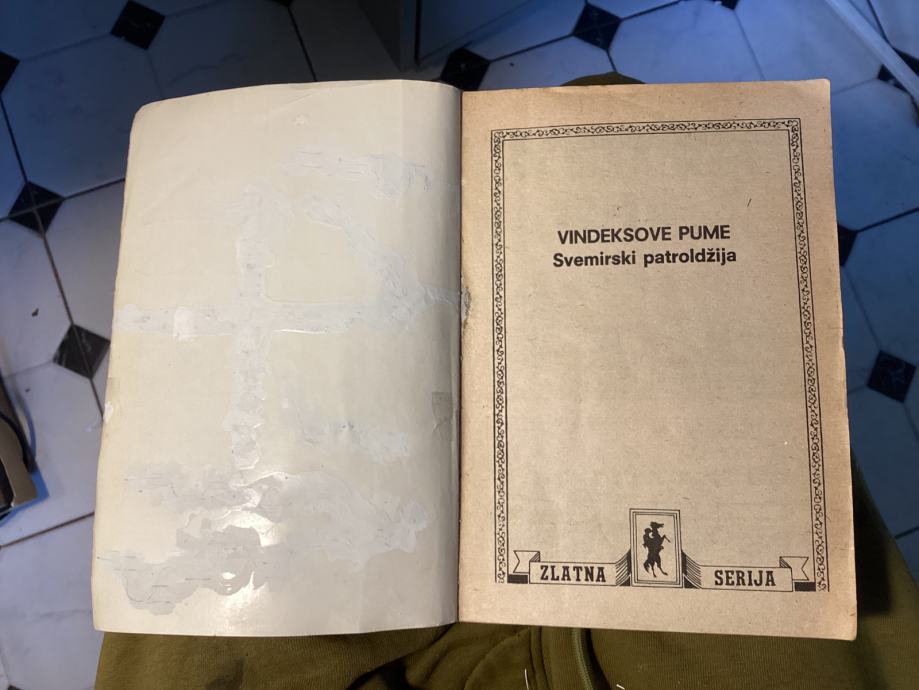 VINDEKSOVE PUME
Svemirski patroldžija
ZLATNA SERIJA